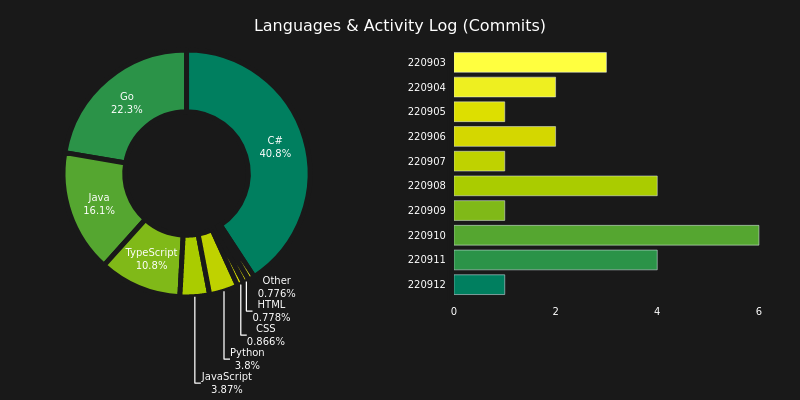 Languages & Activity Log (Commits)
C#
40.8%
Go
22.3%
Java
16.1%
TypeScript
10.8%
Other
0.776%
HTML
0.778%
CSS
0.866%
Python
3.8%
JavaScript
3.87%
220903
220904
220905
220906
220907
220908
220909
220910
220911
220912
0 2 4 6